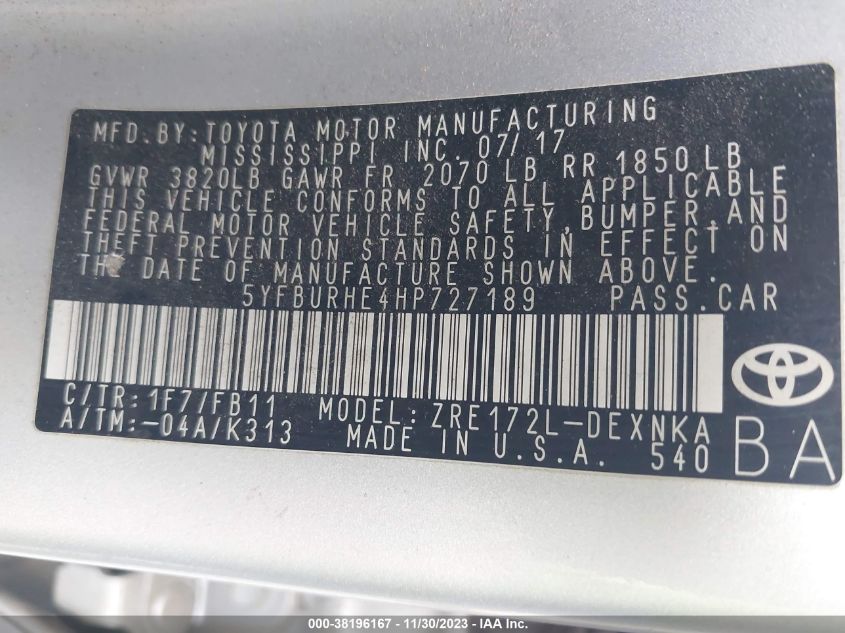 MFD.BY:TOYOTA MOTOR MANUFACTURING
MISSISSIPPI INC. 07/17
GVWR 3820LB GAWR FR 2070 LB RR 1850LB
THIS VEHICLE CONFORMS TO ALL APPLICABLE
FEDERAL MOTOR VEHICLE SAFETY,BUMPER,AND
THEFT PREVENTION STANDARDS IN EFFECT ON
THE DATE OF MANUFACTURE SHOWN ABOVE.
5YFBURHE4HP727189 PASS.CAR
C/TR:1F7/FB11 MODEL:ZRE172L-DEXNKA
A/TM:-04A/K313 MADE IN U.S.A. 540
BA
000-38196167 - 11/30/2023 - IAA Inc.